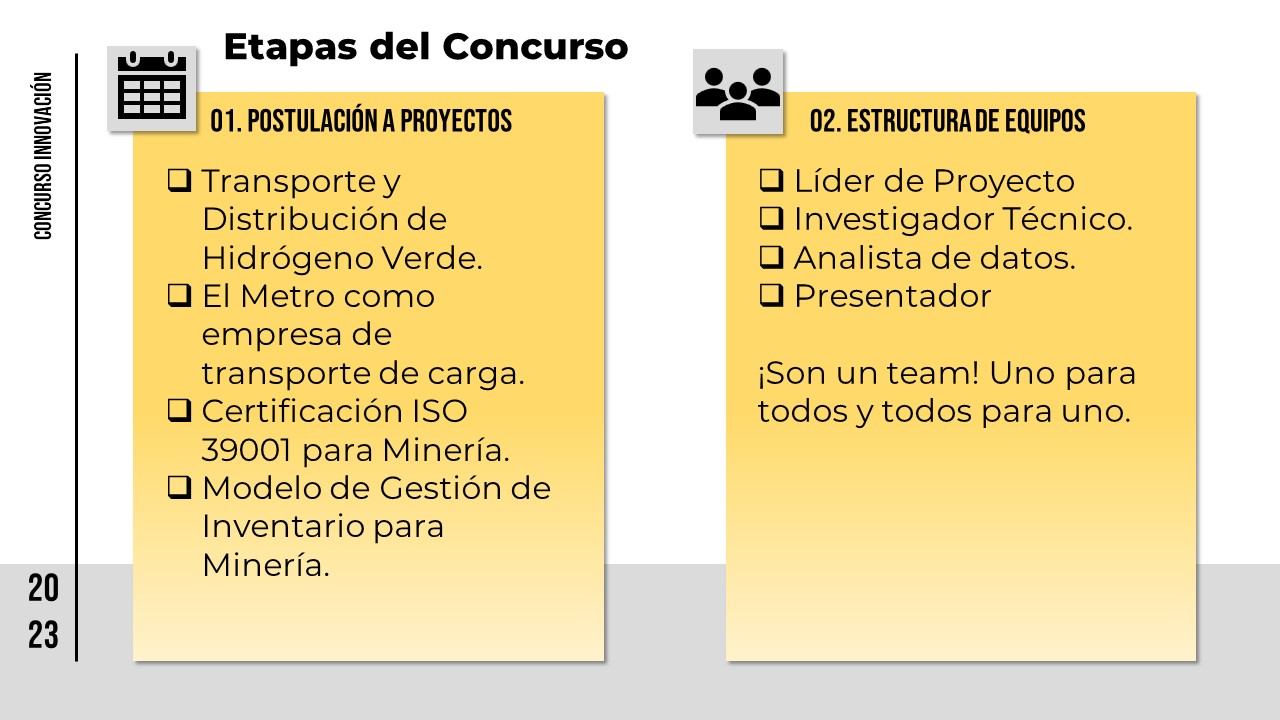 Etapas del Concurso
CONCURSO INNOVACIÓN
01. POSTULACIÓN A PROYECTOS
❑ Transporte y
Distribución de
Hidrógeno Verde.
❑ El Metro como
empresa de
transporte de carga.
❑ Certificación ISO
39001 para Minería.
❑ Modelo de Gestión de
Inventario para
Minería.
02. ESTRUCTURA DE EQUIPOS
❑ Líder de Proyecto
❑ Investigador Técnico.
❑ Analista de datos.
❑ Presentador
¡Son un team! Uno para
todos y todos para uno.
20
23